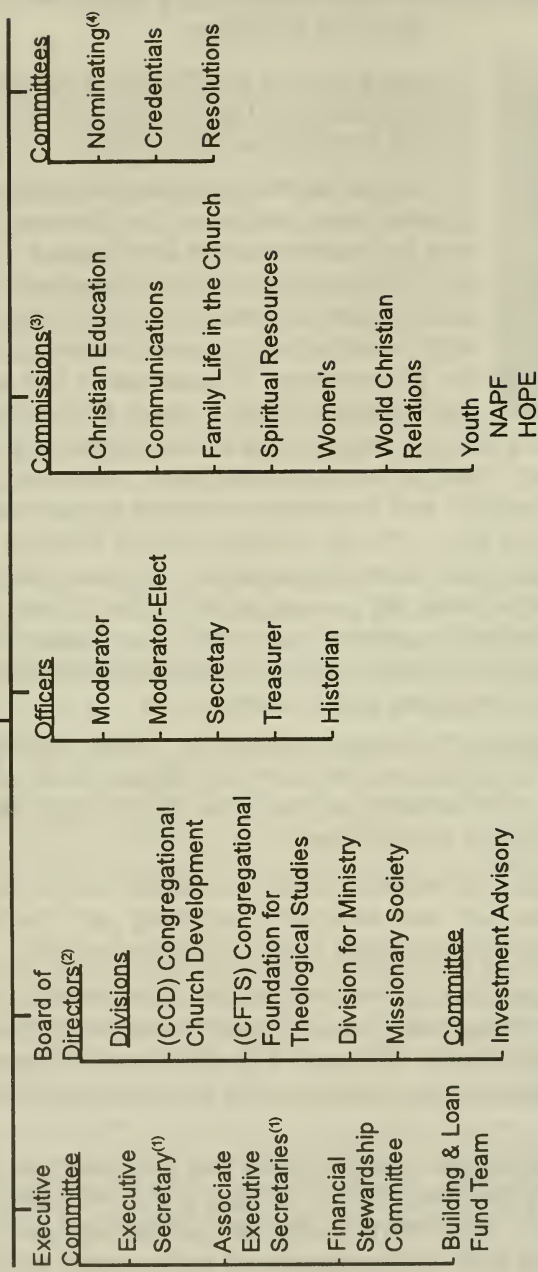 Executive
Committee
Executive
Secretary(1)
Associate
Executive
Secretaries(1)
Financial
Stewardship
Committee
Building & Loan
Fund Team
Board of
Directors(2)
Divisions
(CCD) Congregational
Church Development
(CFTS) Congregational
Foundation for
Theological Studies
Division for Ministry
Missionary Society
Committee
Investment Advisory
Officers
Moderator
Moderator-Elect
Secretary
Treasurer
Historian
Commissions(3)
Christian Education
Communications
Family Life in the Church
Spiritual Resources
Women's
World Christian
Relations
Youth
NAPF
HOPE
Committees
Nominating(4)
Credentials
Resolutions